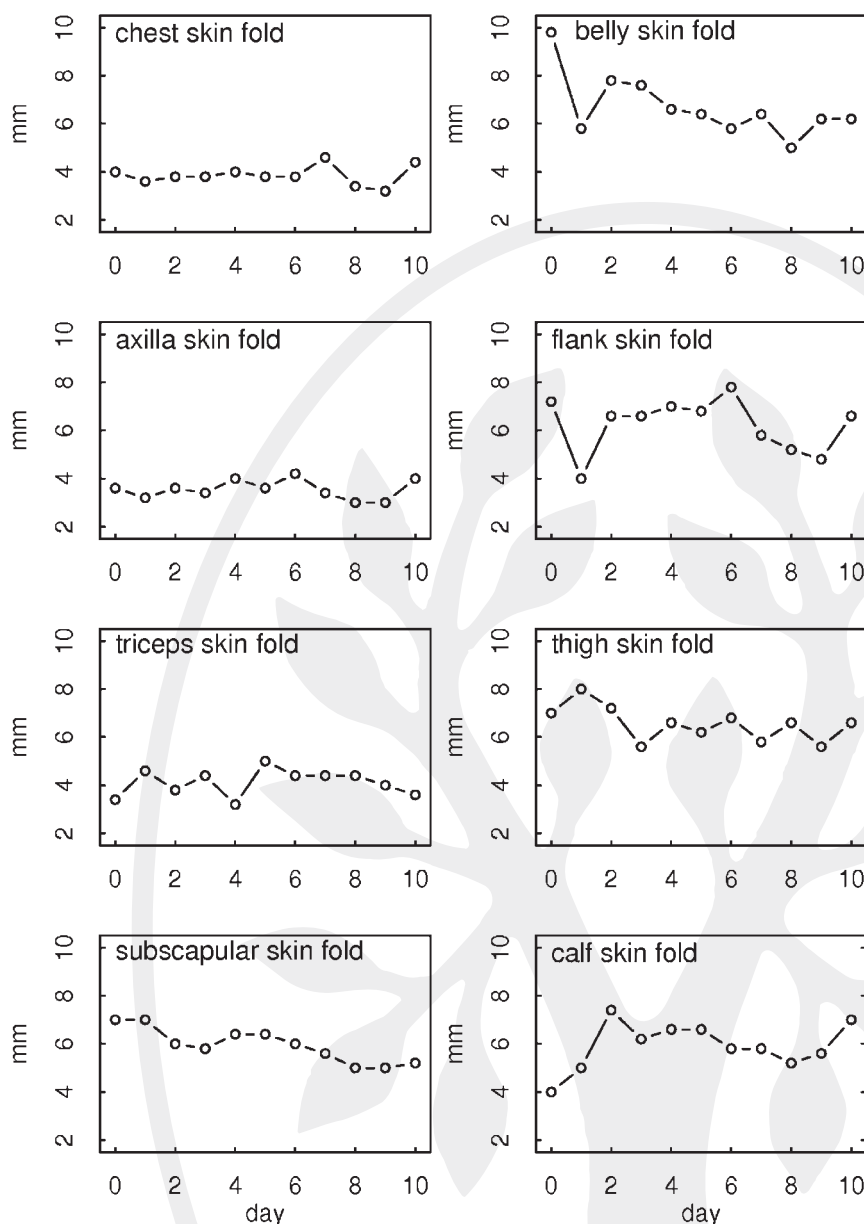 chest skin fold
mm
2 4 6 8 10
0 2 4 6 8 10
belly skin fold
mm
2 4 6 8 10
0 2 4 6 8 10
axilla skin fold
mm
2 4 6 8 10
0 2 4 6 8 10
flank skin fold
mm
2 4 6 8 10
0 2 4 6 8 10
triceps skin fold
mm
2 4 6 8 10
0 2 4 6 8 10
thigh skin fold
mm
2 4 6 8 10
0 2 4 6 8 10
subscapular skin fold
mm
2 4 6 8 10
0 2 4 6 8 10
day
calf skin fold
mm
2 4 6 8 10
0 2 4 6 8 10
day